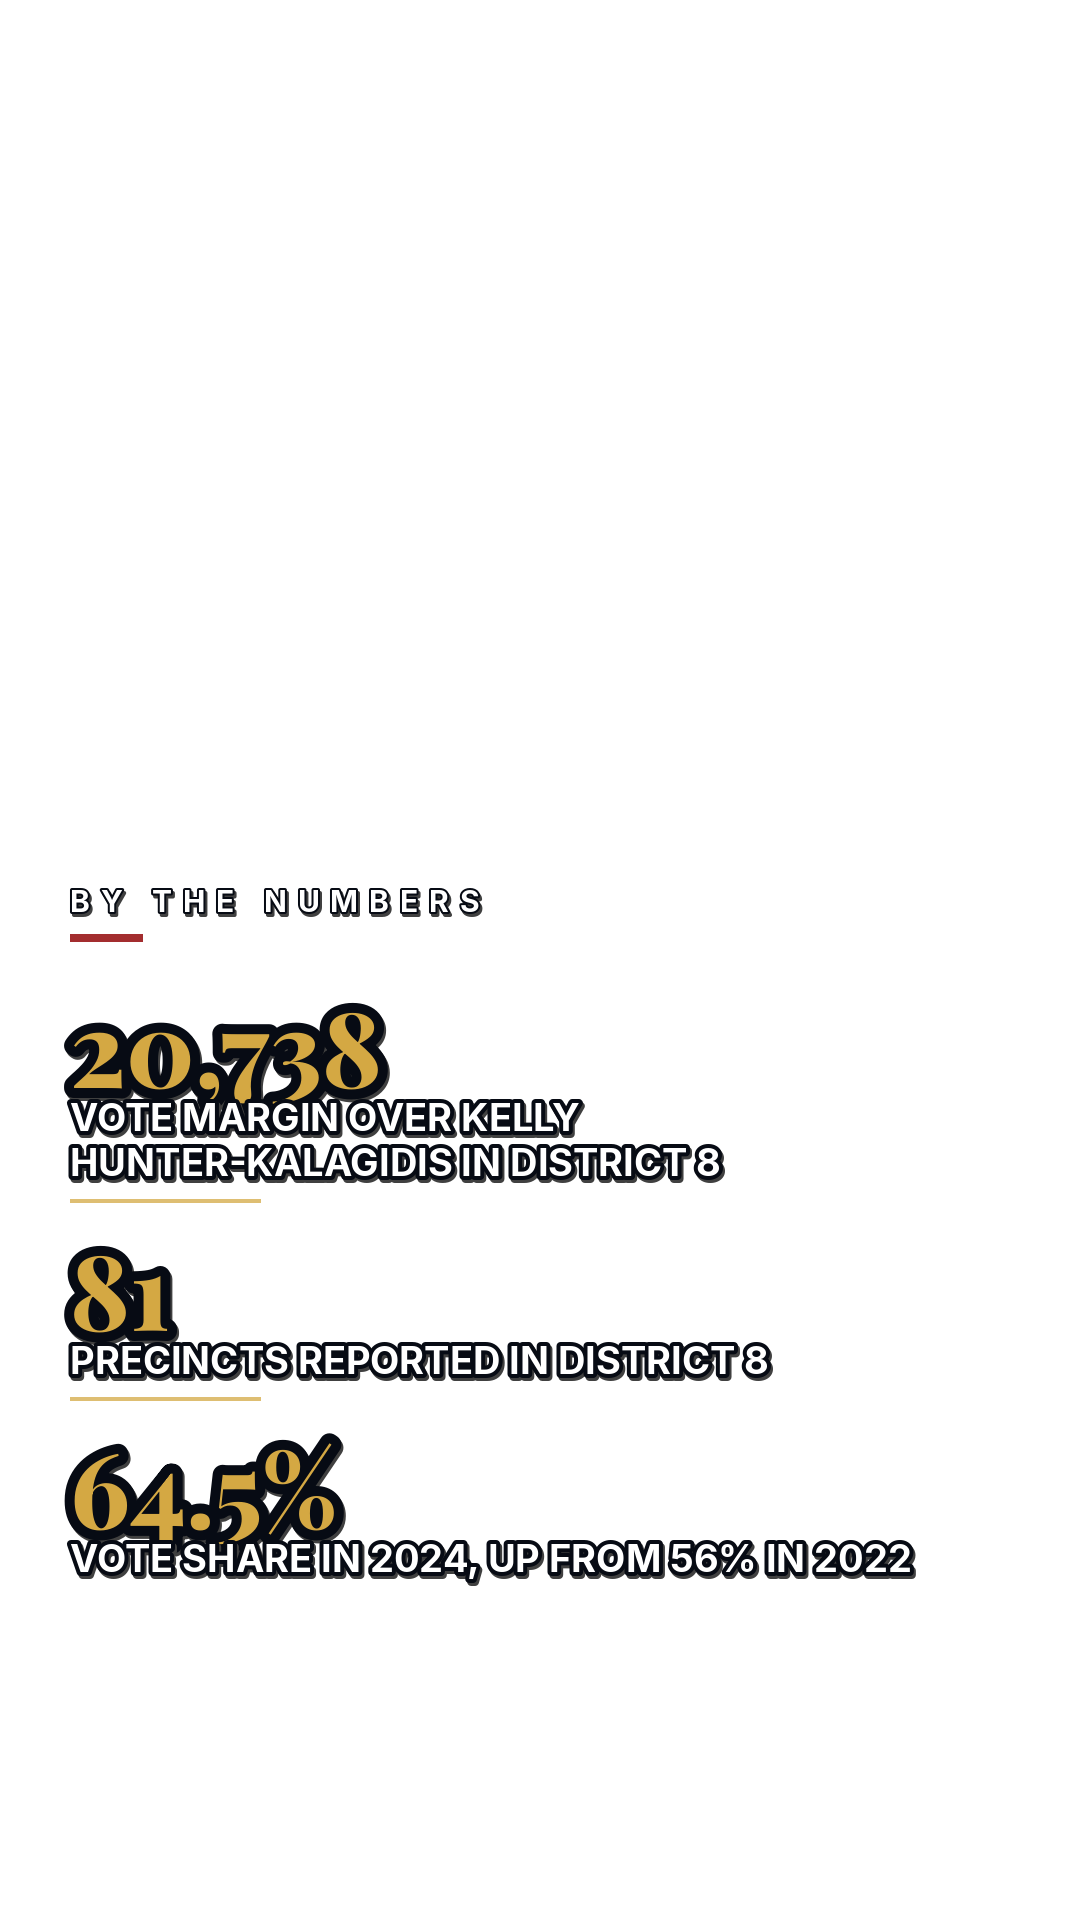 BY THE NUMBERS
20,738
VOTE MARGIN OVER KELLY
HUNTER-KALAGIDIS IN DISTRICT 8
81
PRECINCTS REPORTED IN DISTRICT 8
64.5%
VOTE SHARE IN 2024, UP FROM 56% IN 2022